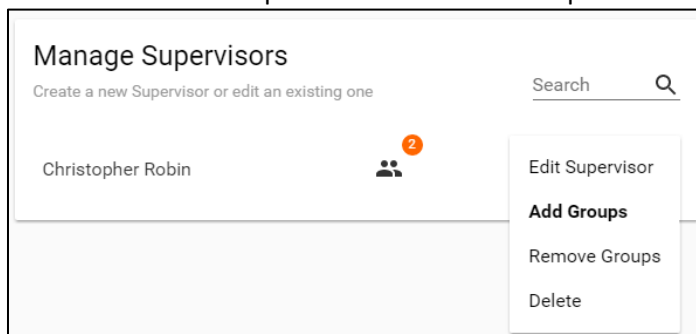 Manage Supervisors
Create a new Supervisor or edit an existing one
Search
Christopher Robin
2
Edit Supervisor
Add Groups
Remove Groups
Delete